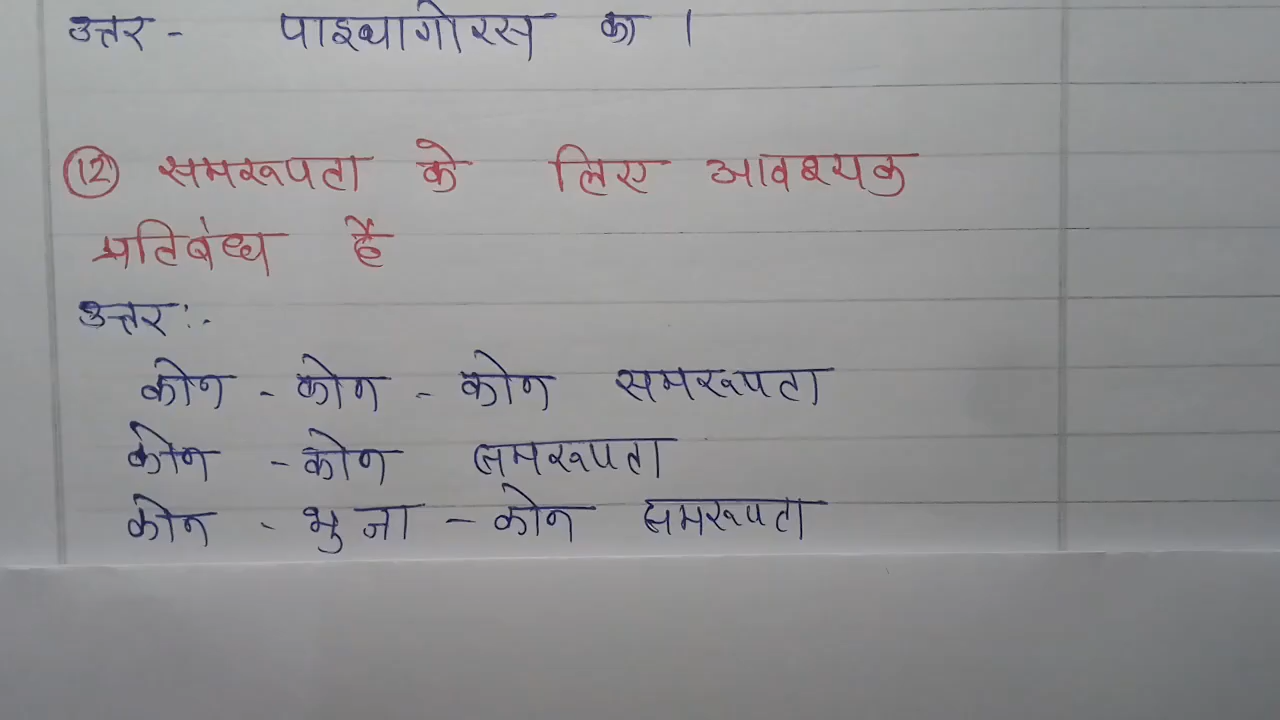 उत्तर - पाइथागोरस का ।
(12) समरूपता के लिए आवश्यक
प्रतिबंध है
उत्तर :-
कोण - कोण - कोण समरूपता
कोण - कोण समरूपता
कोण - भुजा - कोण समरूपता